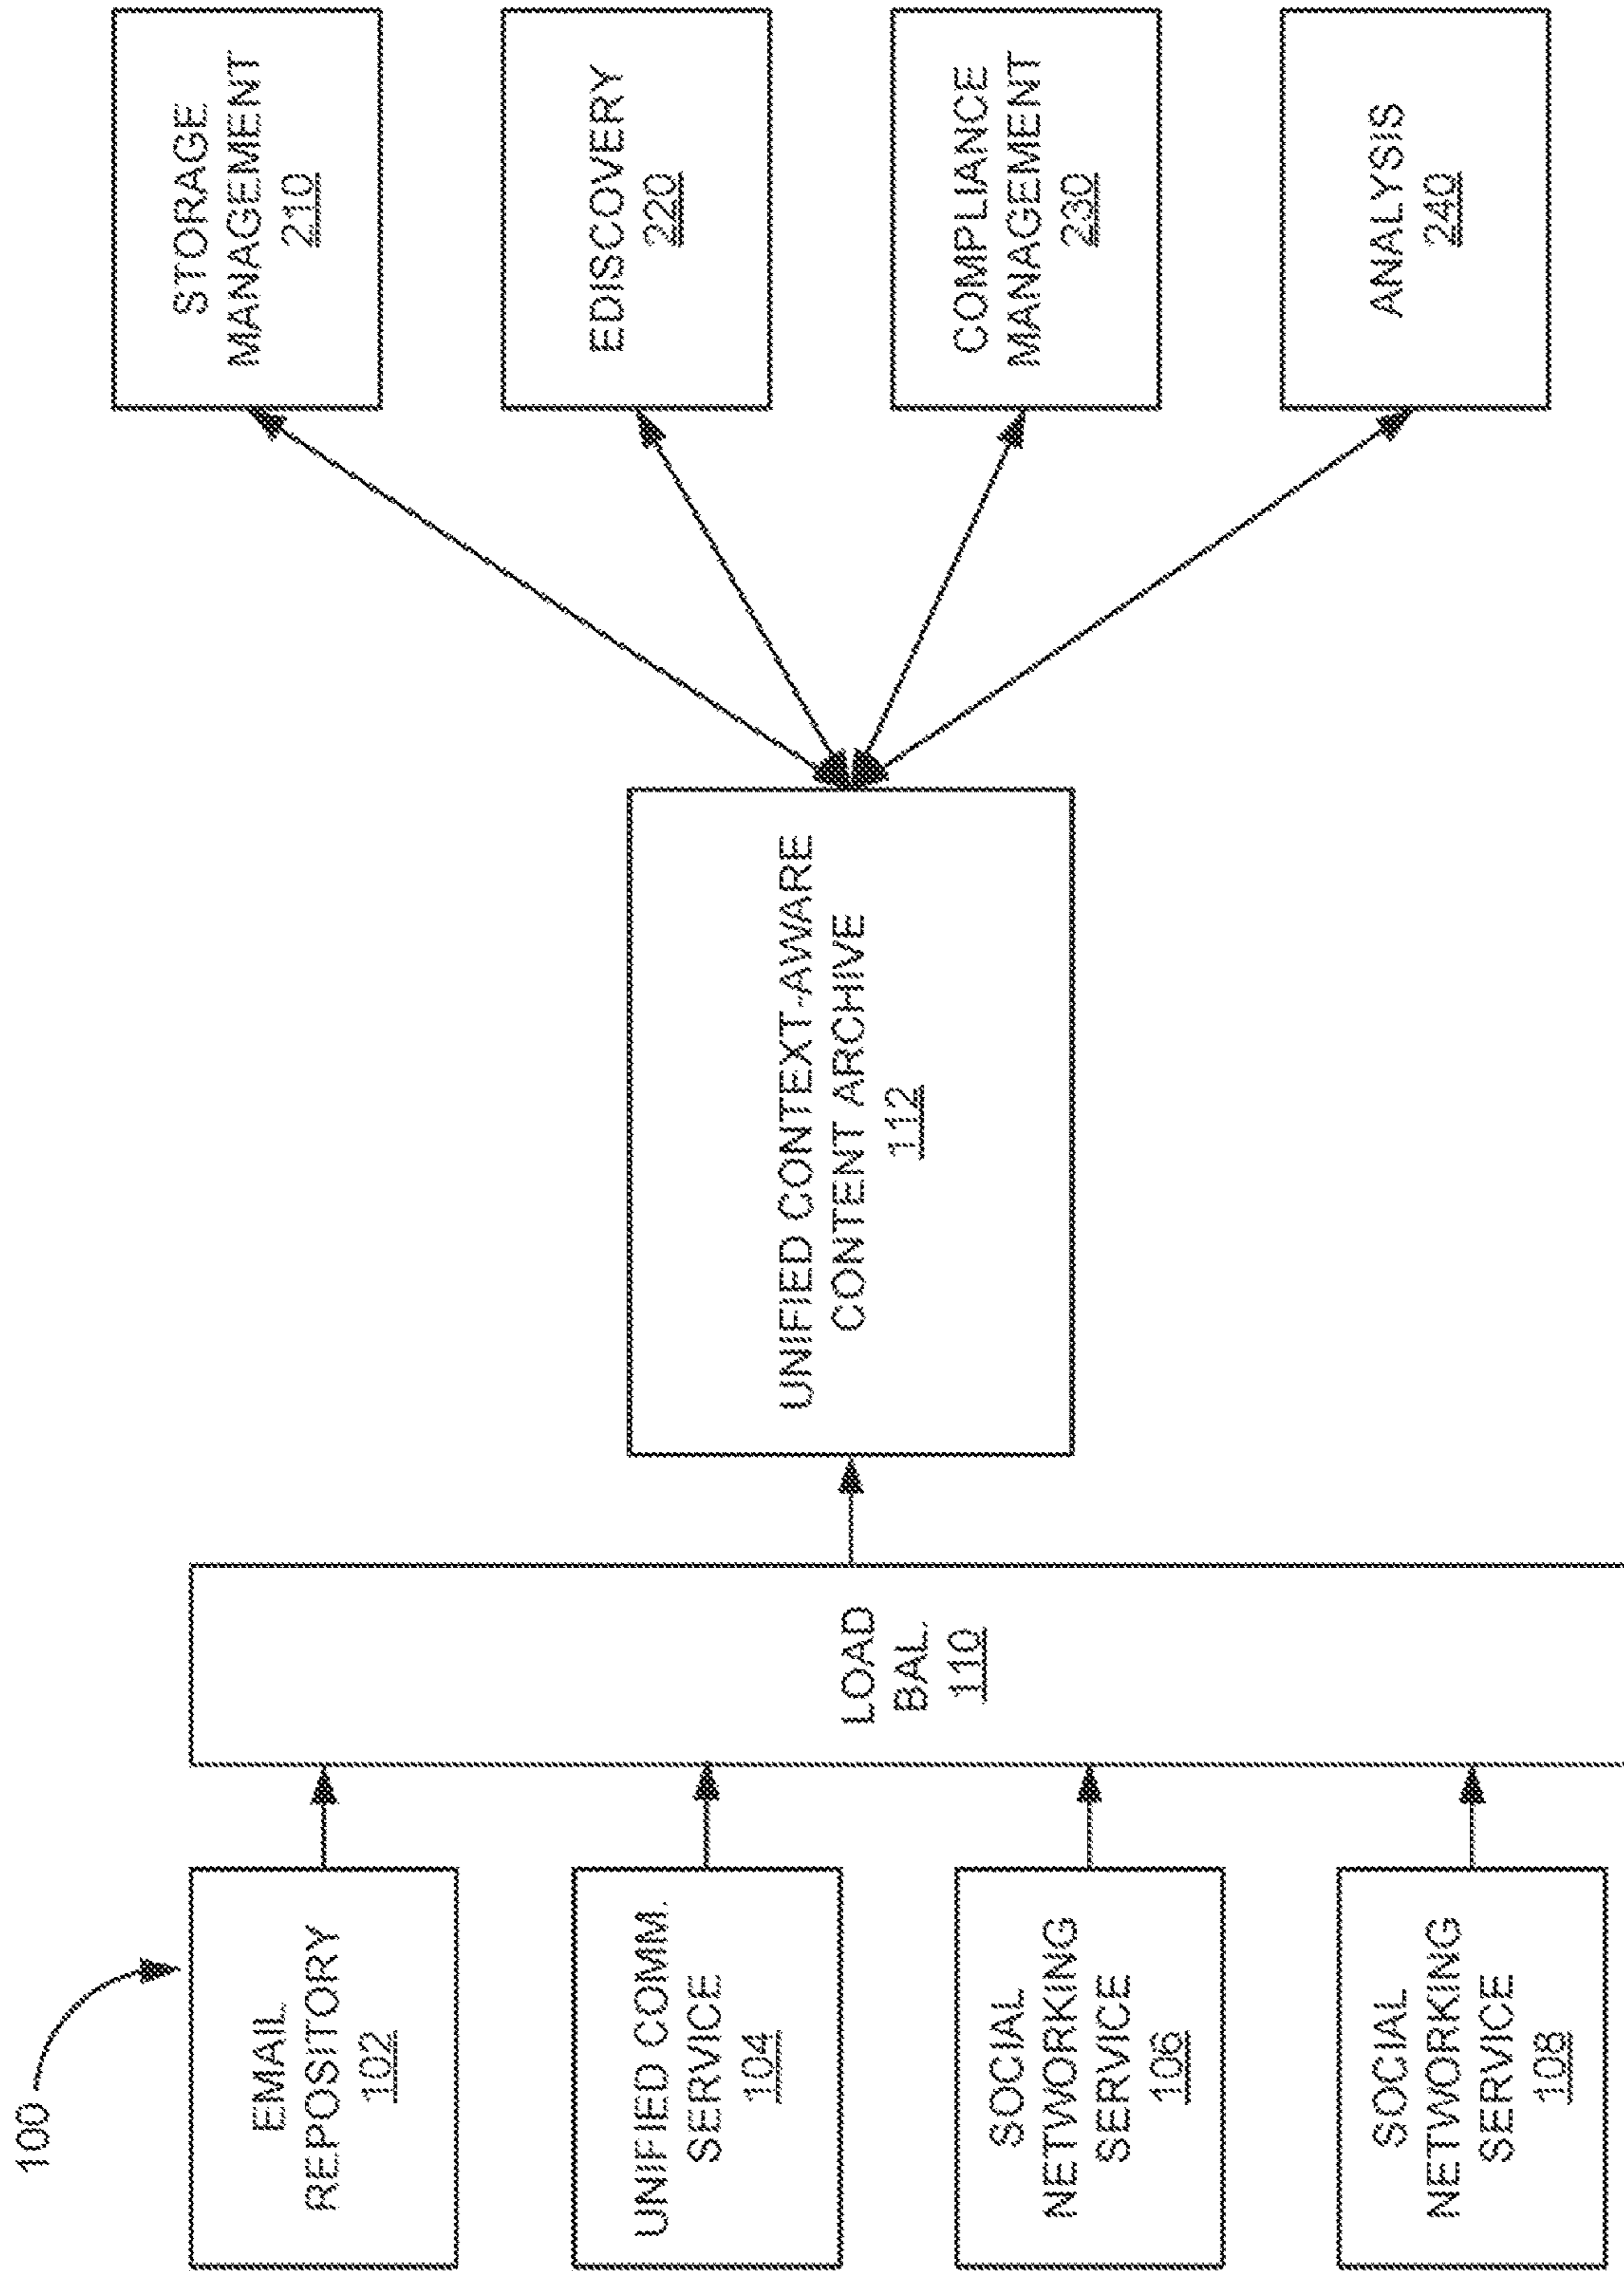 100
EMAIL
REPOSITORY
102
UNIFIED COMM.
SERVICE
104
SOCIAL
NETWORKING
SERVICE
106
SOCIAL
NETWORKING
SERVICE
108
LOAD
BAL.
110
UNIFIED CONTEXT-AWARE
CONTENT ARCHIVE
112
STORAGE
MANAGEMENT
210
EDISCOVERY
220
COMPLIANCE
MANAGEMENT
230
ANALYSIS
240